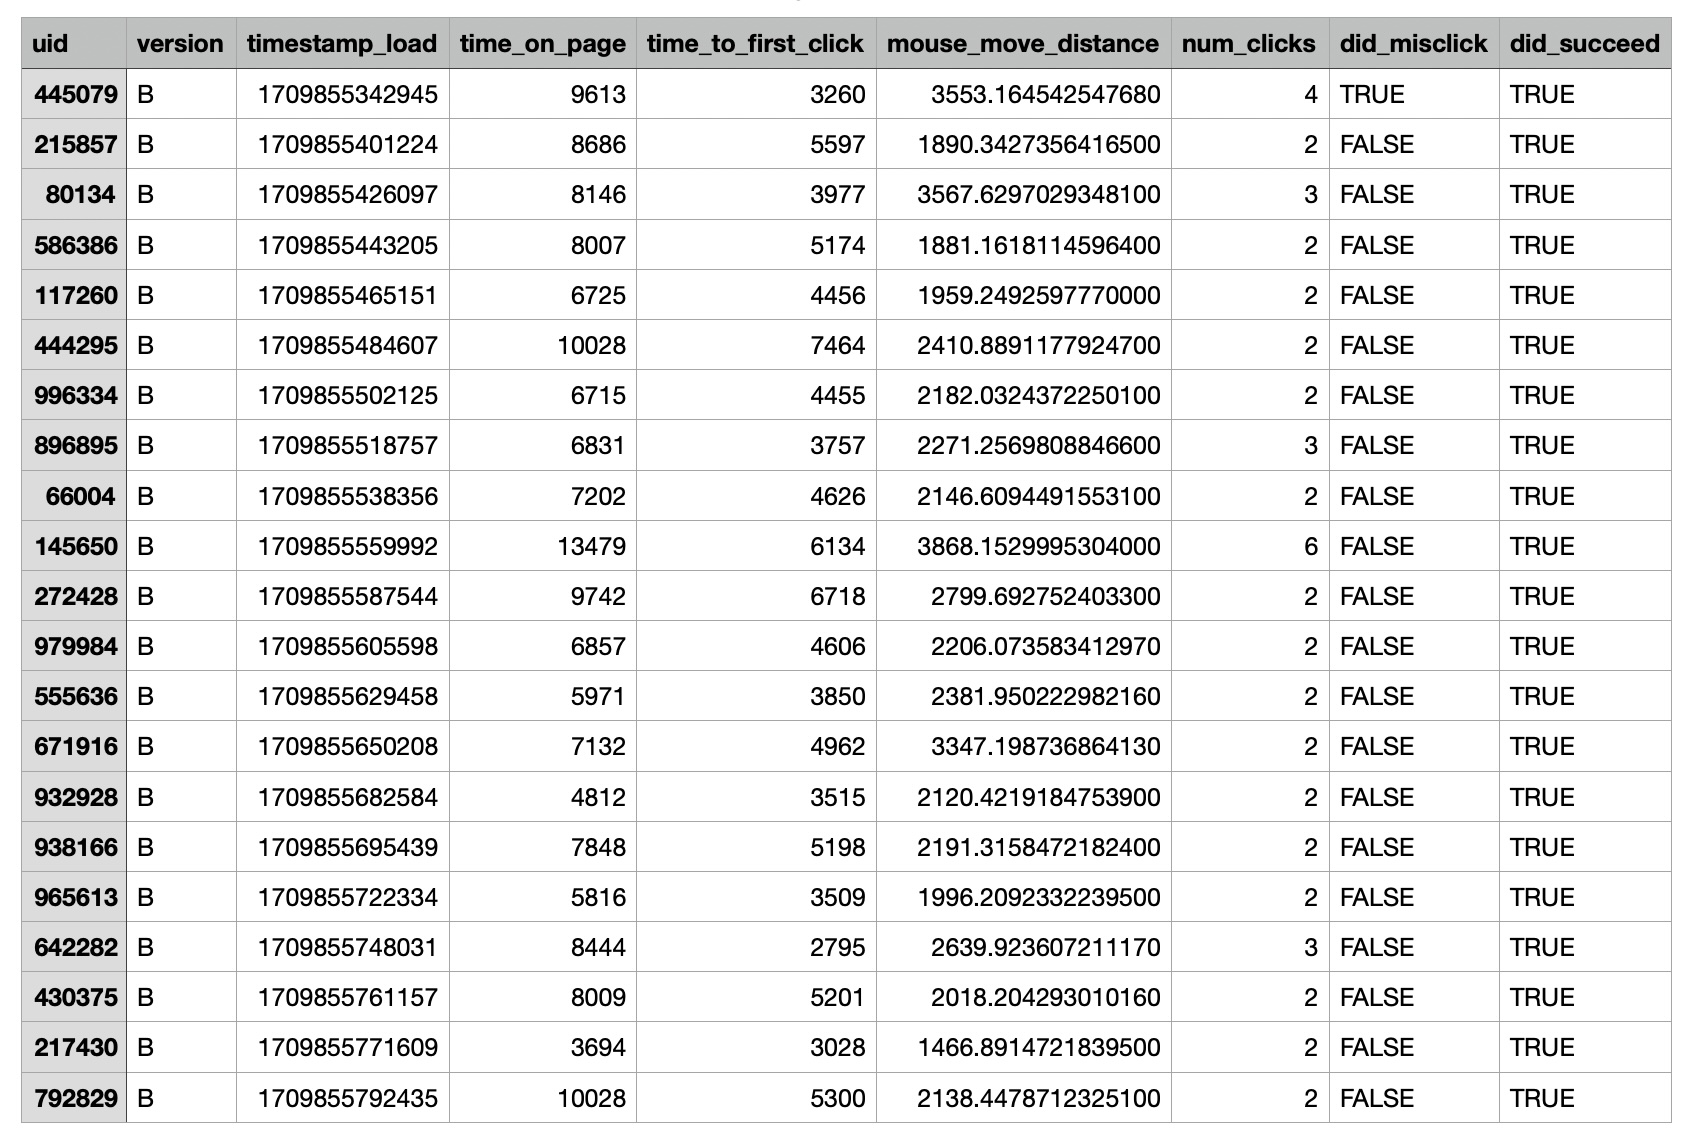 uid version timestamp_load time_on_page time_to_first_click mouse_move_distance num_clicks did_misclick did_succeed
445079 B 1709855342945 9613 3260 3553.164542547680 4 TRUE TRUE
215857 B 1709855401224 8686 5597 1890.3427356416500 2 FALSE TRUE
80134 B 1709855426097 8146 3977 3567.6297029348100 3 FALSE TRUE
586386 B 1709855443205 8007 5174 1881.1618114596400 2 FALSE TRUE
117260 B 1709855465151 6725 4456 1959.2492597770000 2 FALSE TRUE
444295 B 1709855484607 10028 7464 2410.8891177924700 2 FALSE TRUE
996334 B 1709855502125 6715 4455 2182.0324372250100 2 FALSE TRUE
896895 B 1709855518757 6831 3757 2271.2569808846600 3 FALSE TRUE
66004 B 1709855538356 7202 4626 2146.6094491553100 2 FALSE TRUE
145650 B 1709855559992 13479 6134 3868.1529995304000 6 FALSE TRUE
272428 B 1709855587544 9742 6718 2799.692752403300 2 FALSE TRUE
979984 B 1709855605598 6857 4606 2206.073583412970 2 FALSE TRUE
555636 B 1709855629458 5971 3850 2381.950222982160 2 FALSE TRUE
671916 B 1709855650208 7132 4962 3347.198736864130 2 FALSE TRUE
932928 B 1709855682584 4812 3515 2120.4219184753900 2 FALSE TRUE
938166 B 1709855695439 7848 5198 2191.3158472182400 2 FALSE TRUE
965613 B 1709855722334 5816 3509 1996.2092332239500 2 FALSE TRUE
642282 B 1709855748031 8444 2795 2639.923607211170 3 FALSE TRUE
430375 B 1709855761157 8009 5201 2018.204293010160 2 FALSE TRUE
217430 B 1709855771609 3694 3028 1466.8914721839500 2 FALSE TRUE
792829 B 1709855792435 10028 5300 2138.4478712325100 2 FALSE TRUE